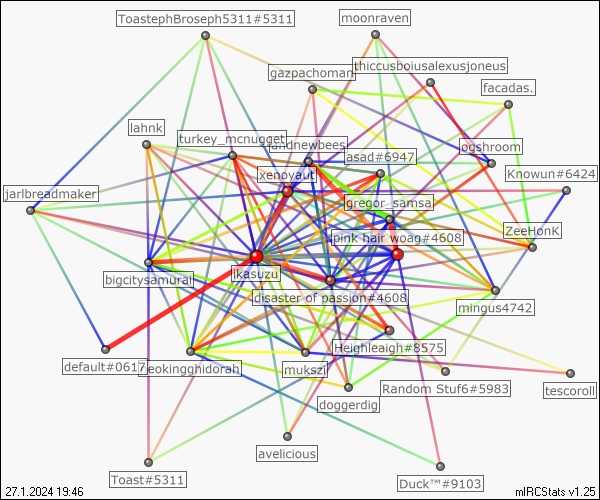 ToastephBroseph5311#5311
moonraven
thiccusboiusalexusjoneus
gazpachoman
facadas.
lahnk
turkey_mcnugget
andnewbees
asad#6947
ogshroom
xenoyaut
Knowun#6424
jarlbreadmaker
gregor_samsa
ZeeHonK
pink hair woag#4608
ikasuzu
bigcitysamurai
disaster of passion#4608
mingus4742
Heighleaigh#8575
default#0617
eokingghidorah
mukszi
Random Stuf6#5983
tescoroll
doggerdig
avelicious
Toast#5311
Duck™#9103
27.1.2024 19:46
mIRCStats v1.25